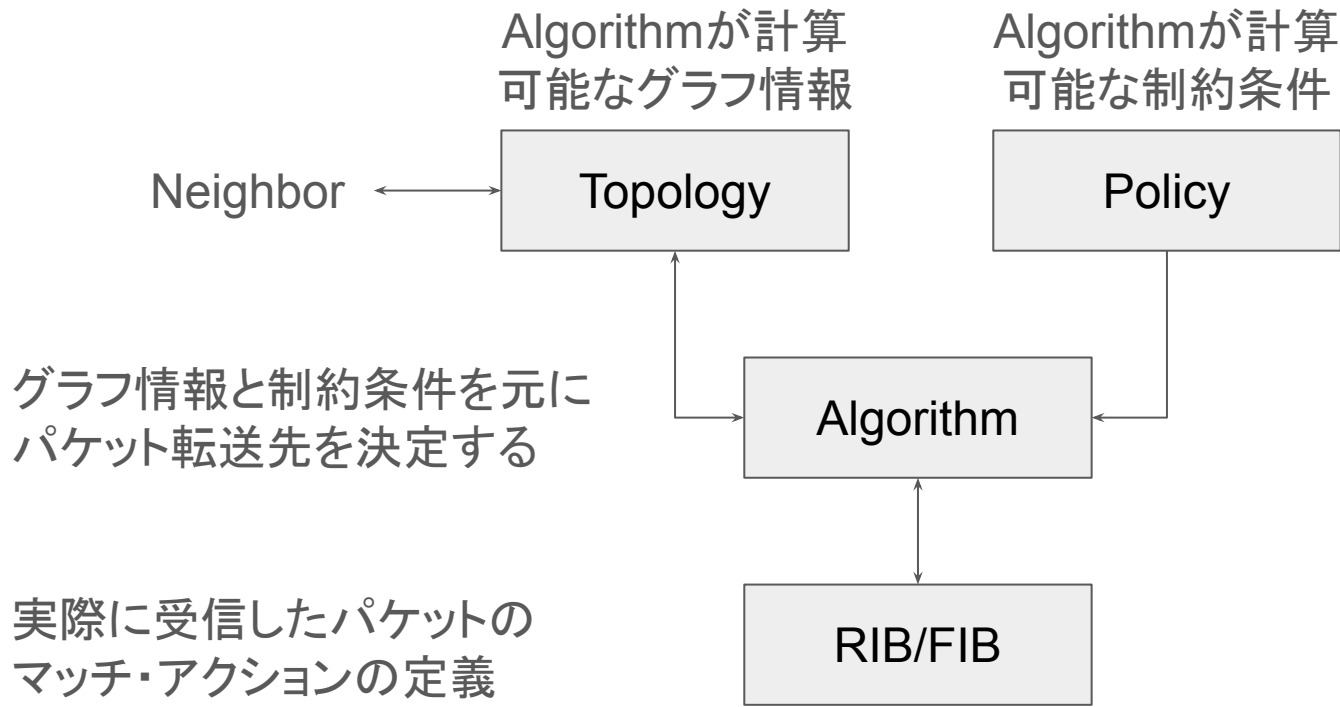 Algorithmが計算
可能なグラフ情報
Algorithmが計算
可能な制約条件
Neighbor
Topology
Policy
グラフ情報と制約条件を元に
パケット転送先を決定する
Algorithm
実際に受信したパケットの
マッチ・アクションの定義
RIB/FIB